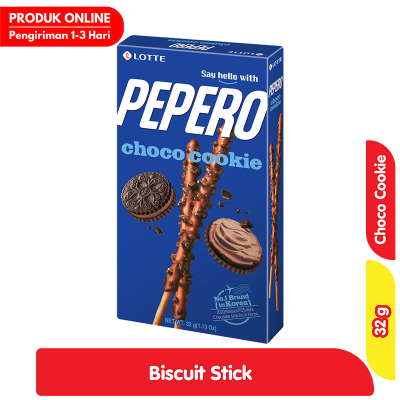 PRODUK ONLINE
Pengiriman 1-3 Hari
LOTTE
Say hello with
PEPERO
choco cookie
No.1 Brand
in Korea
NET WT. 32 g (1.13 Oz)
Choco Cookie
32 g
Biscuit Stick